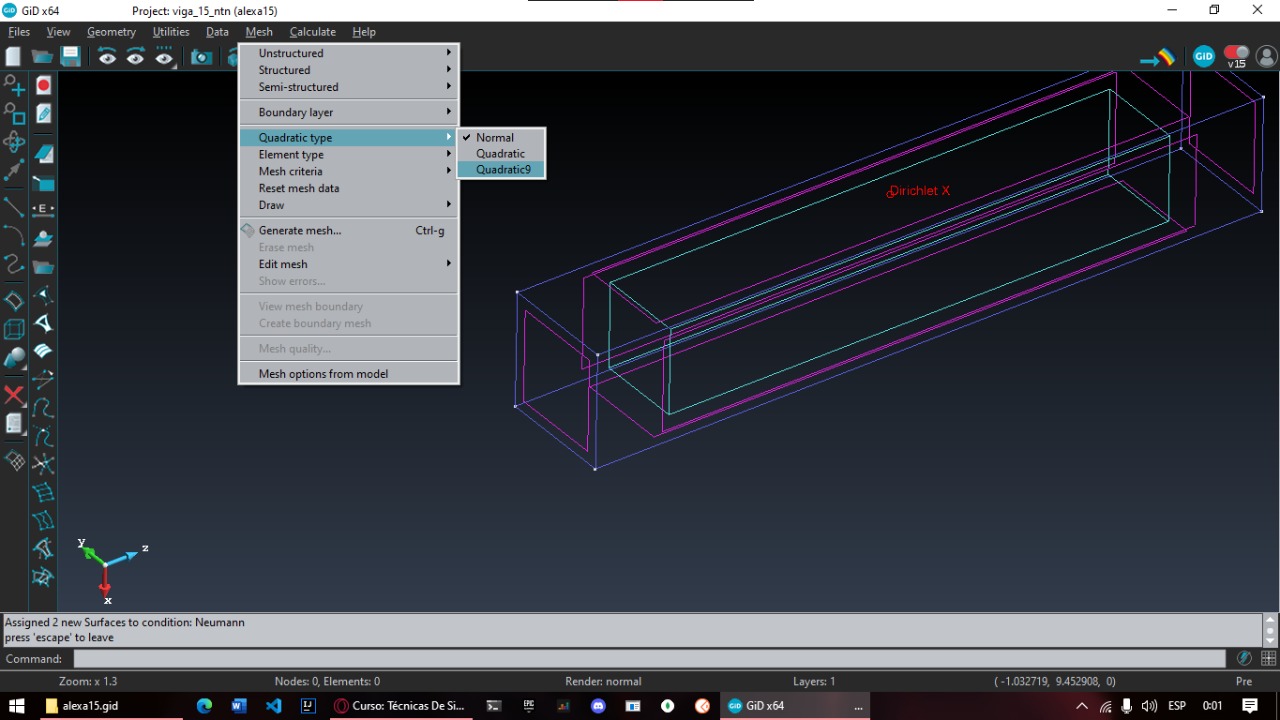 GiD x64 Project: viga_15_ntn (alexa15)
Files View Geometry Utilities Data Mesh Calculate Help
GiD
v15
Unstructured
Structured
Semi-structured
Boundary layer
Quadratic type
Element type
Mesh criteria
Reset mesh data
Draw
Generate mesh... Ctrl-g
Erase mesh
Edit mesh
Show errors...
View mesh boundary
Create boundary mesh
Mesh quality...
Mesh options from model
Normal
Quadratic
Quadratic9
E
Dirichlet X
y
z
x
Assigned 2 new Surfaces to condition: Neumann
press 'escape' to leave
Command:
Zoom: x 1.3 Nodes: 0, Elements: 0 Render: normal Layers: 1 ( -1.032719, 9.452908, 0) Pre
alexa15.gid Curso: Técnicas De Si... GiD x64 ... ESP 0:01